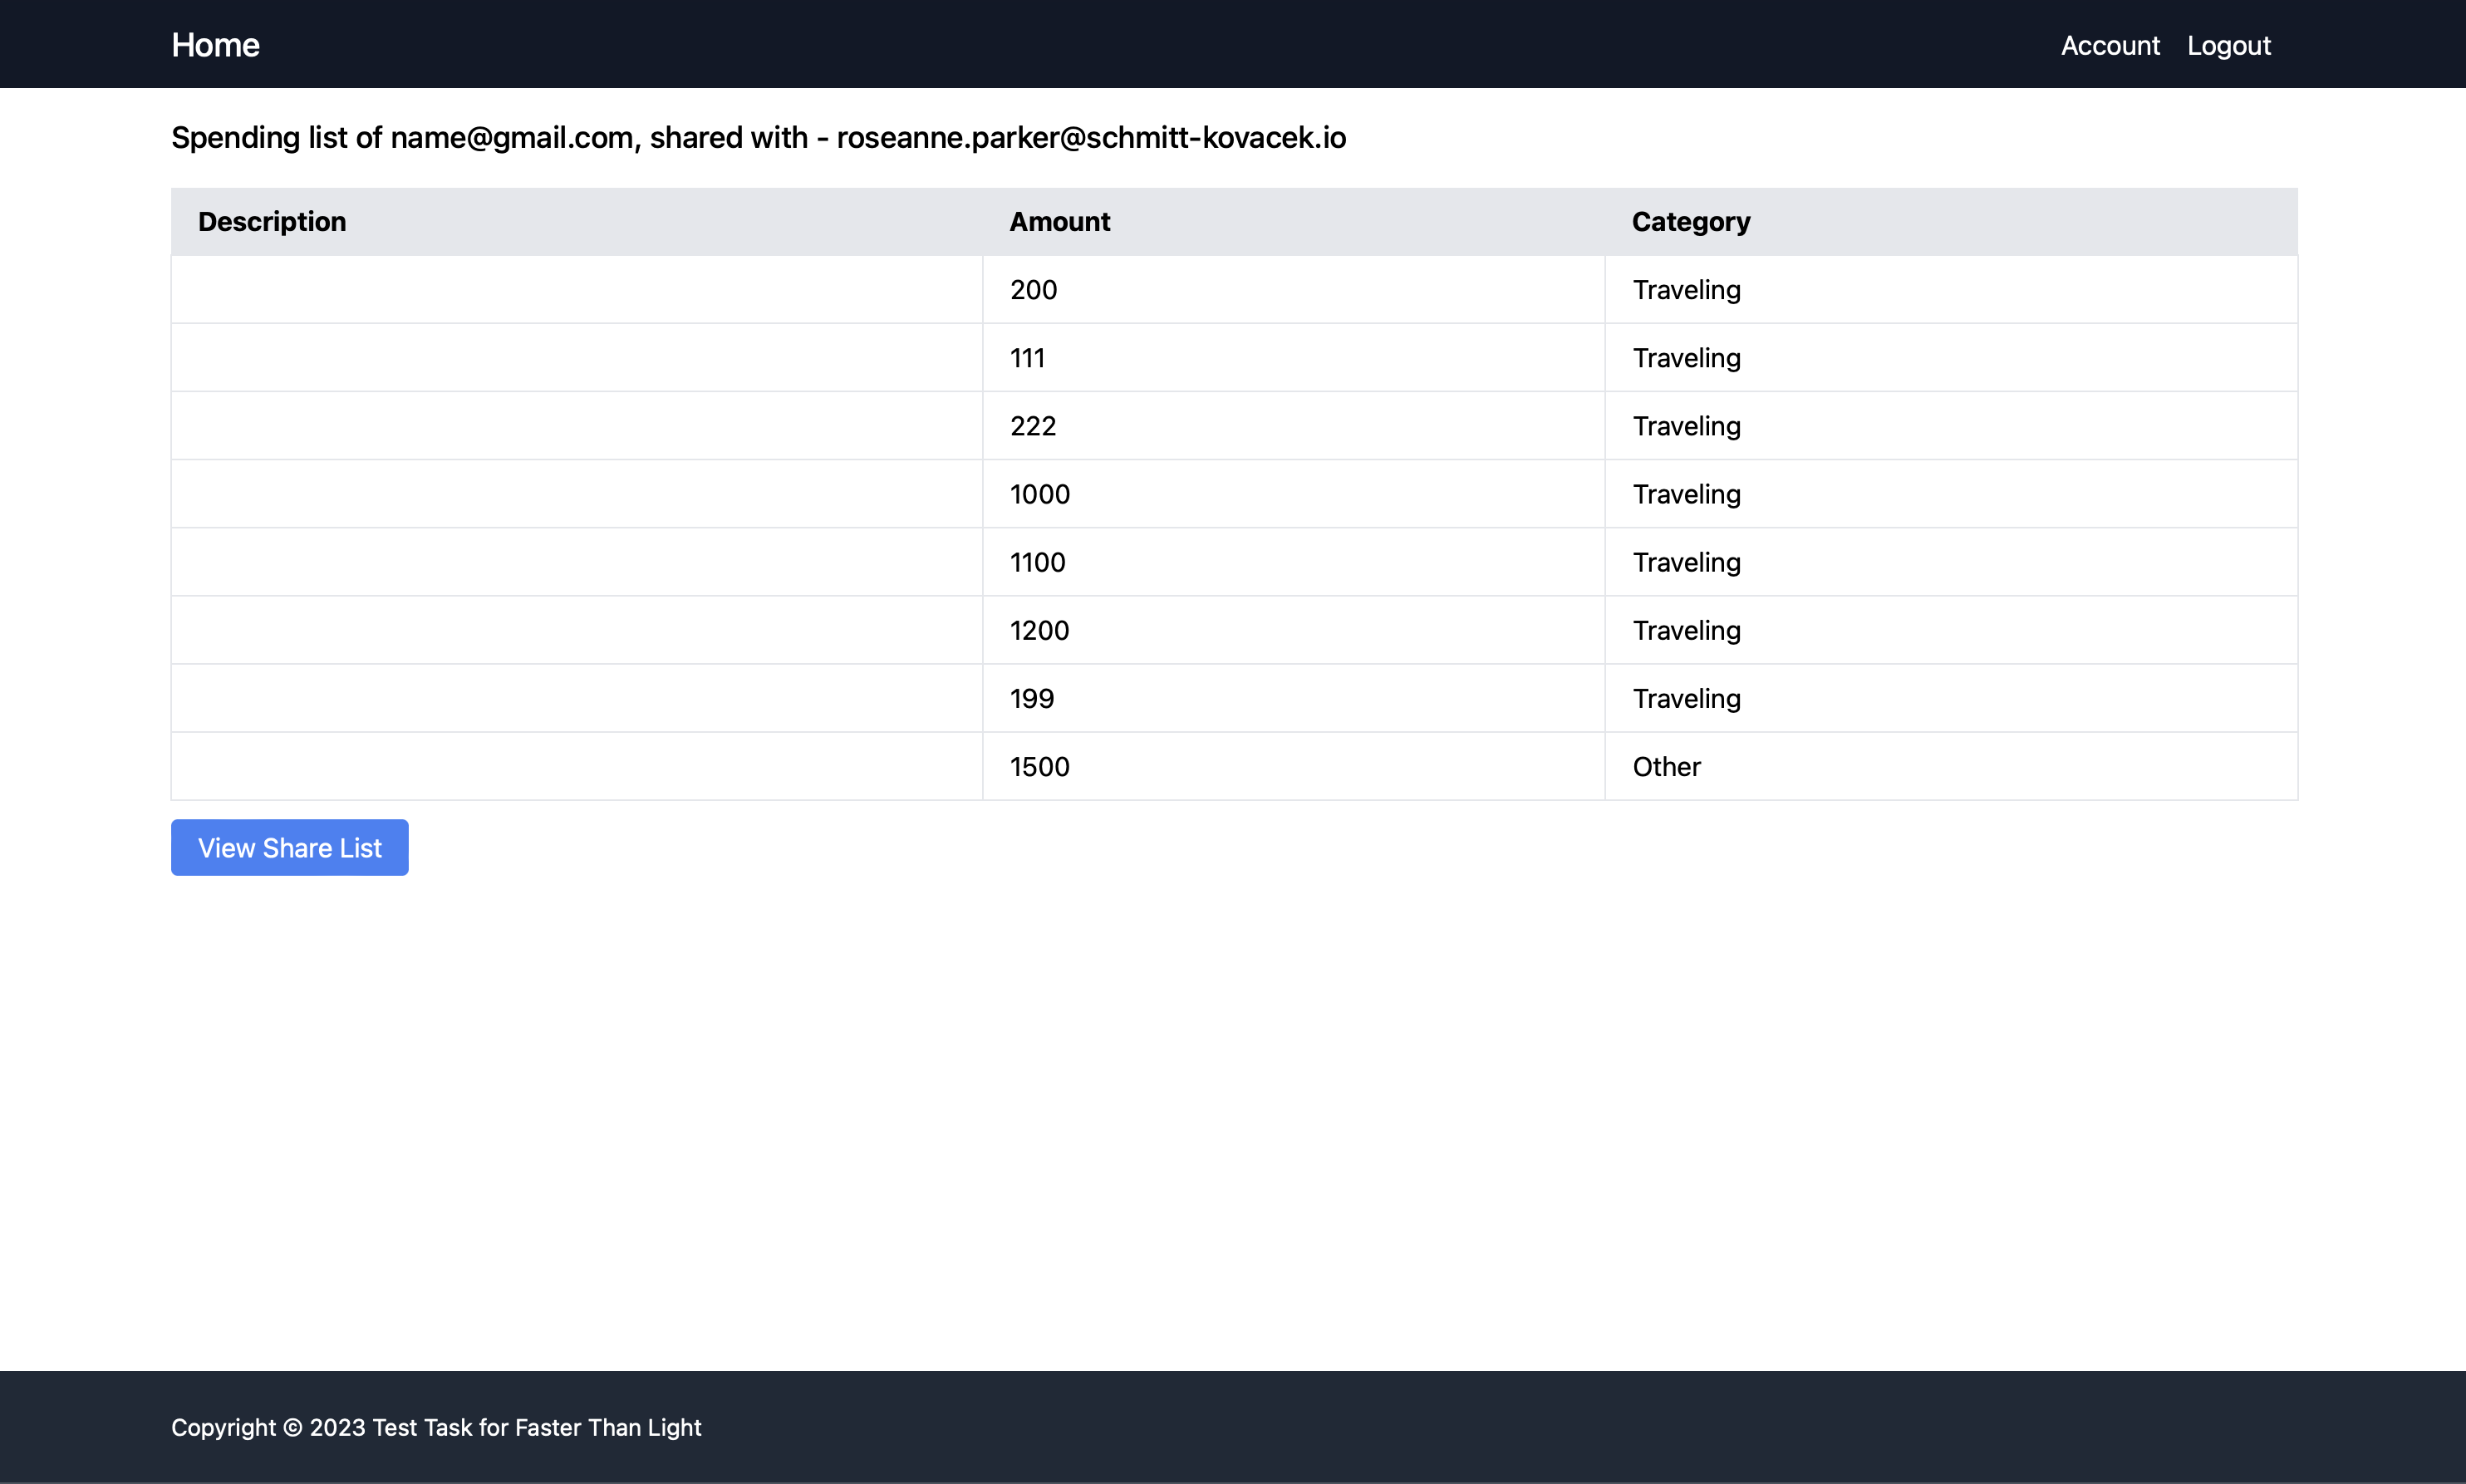 Home Account Logout
Spending list of name@gmail.com, shared with - roseanne.parker@schmitt-kovacek.io
Description Amount Category
200 Traveling
111 Traveling
222 Traveling
1000 Traveling
1100 Traveling
1200 Traveling
199 Traveling
1500 Other
View Share List
Copyright © 2023 Test Task for Faster Than Light